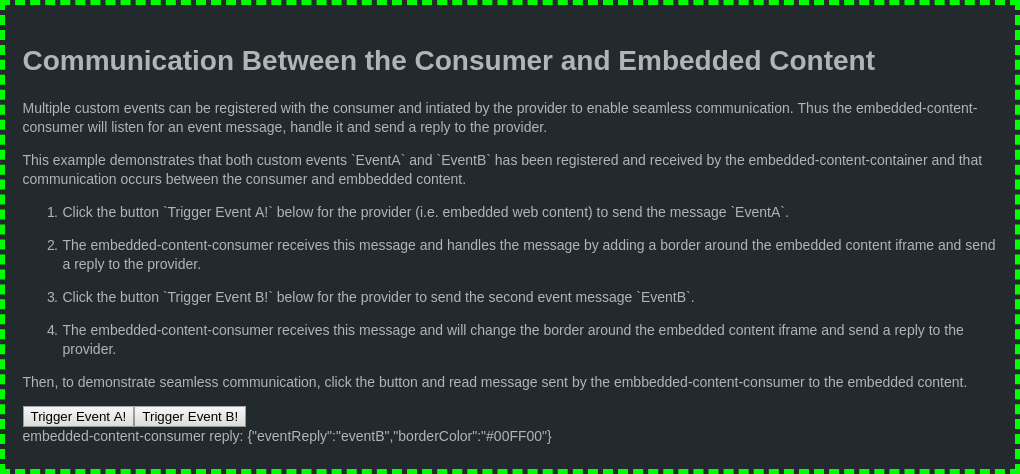 Communication Between the Consumer and Embedded Content
Multiple custom events can be registered with the consumer and intiated by the provider to enable seamless communication. Thus the embedded-content-
consumer will listen for an event message, handle it and send a reply to the provider.
This example demonstrates that both custom events `EventA` and `EventB` has been registered and received by the embedded-content-container and that
communication occurs between the consumer and embbedded content.
1. Click the button `Trigger Event A!` below for the provider (i.e. embedded web content) to send the message `EventA`.
2. The embedded-content-consumer receives this message and handles the message by adding a border around the embedded content iframe and send
a reply to the provider.
3. Click the button `Trigger Event B!` below for the provider to send the second event message `EventB`.
4. The embedded-content-consumer receives this message and will change the border around the embedded content iframe and send a reply to the
provider.
Then, to demonstrate seamless communication, click the button and read message sent by the embbedded-content-consumer to the embedded content.
Trigger Event A! Trigger Event B!
embedded-content-consumer reply: {"eventReply":"eventB","borderColor":"#00FF00"}